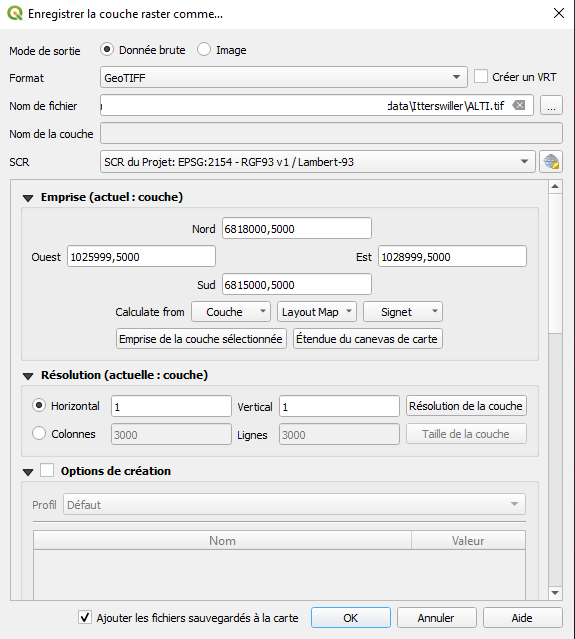 Enregistrer la couche raster comme...
Mode de sortie Donnée brute Image
Format GeoTIFF Créer un VRT
Nom de fichier data\Itterswiller\ALTI.tif ...
Nom de la couche
SCR SCR du Projet: EPSG:2154 - RGF93 v1 / Lambert-93
Emprise (actuel : couche)
Nord 6818000,5000
Ouest 1025999,5000 Est 1028999,5000
Sud 6815000,5000
Calculate from Couche Layout Map Signet
Emprise de la couche sélectionnée Étendue du canevas de carte
Résolution (actuelle : couche)
Horizontal 1 Vertical 1 Résolution de la couche
Colonnes 3000 Lignes 3000 Taille de la couche
Options de création
Profil Défaut
Nom Valeur
Ajouter les fichiers sauvegardés à la carte OK Annuler Aide